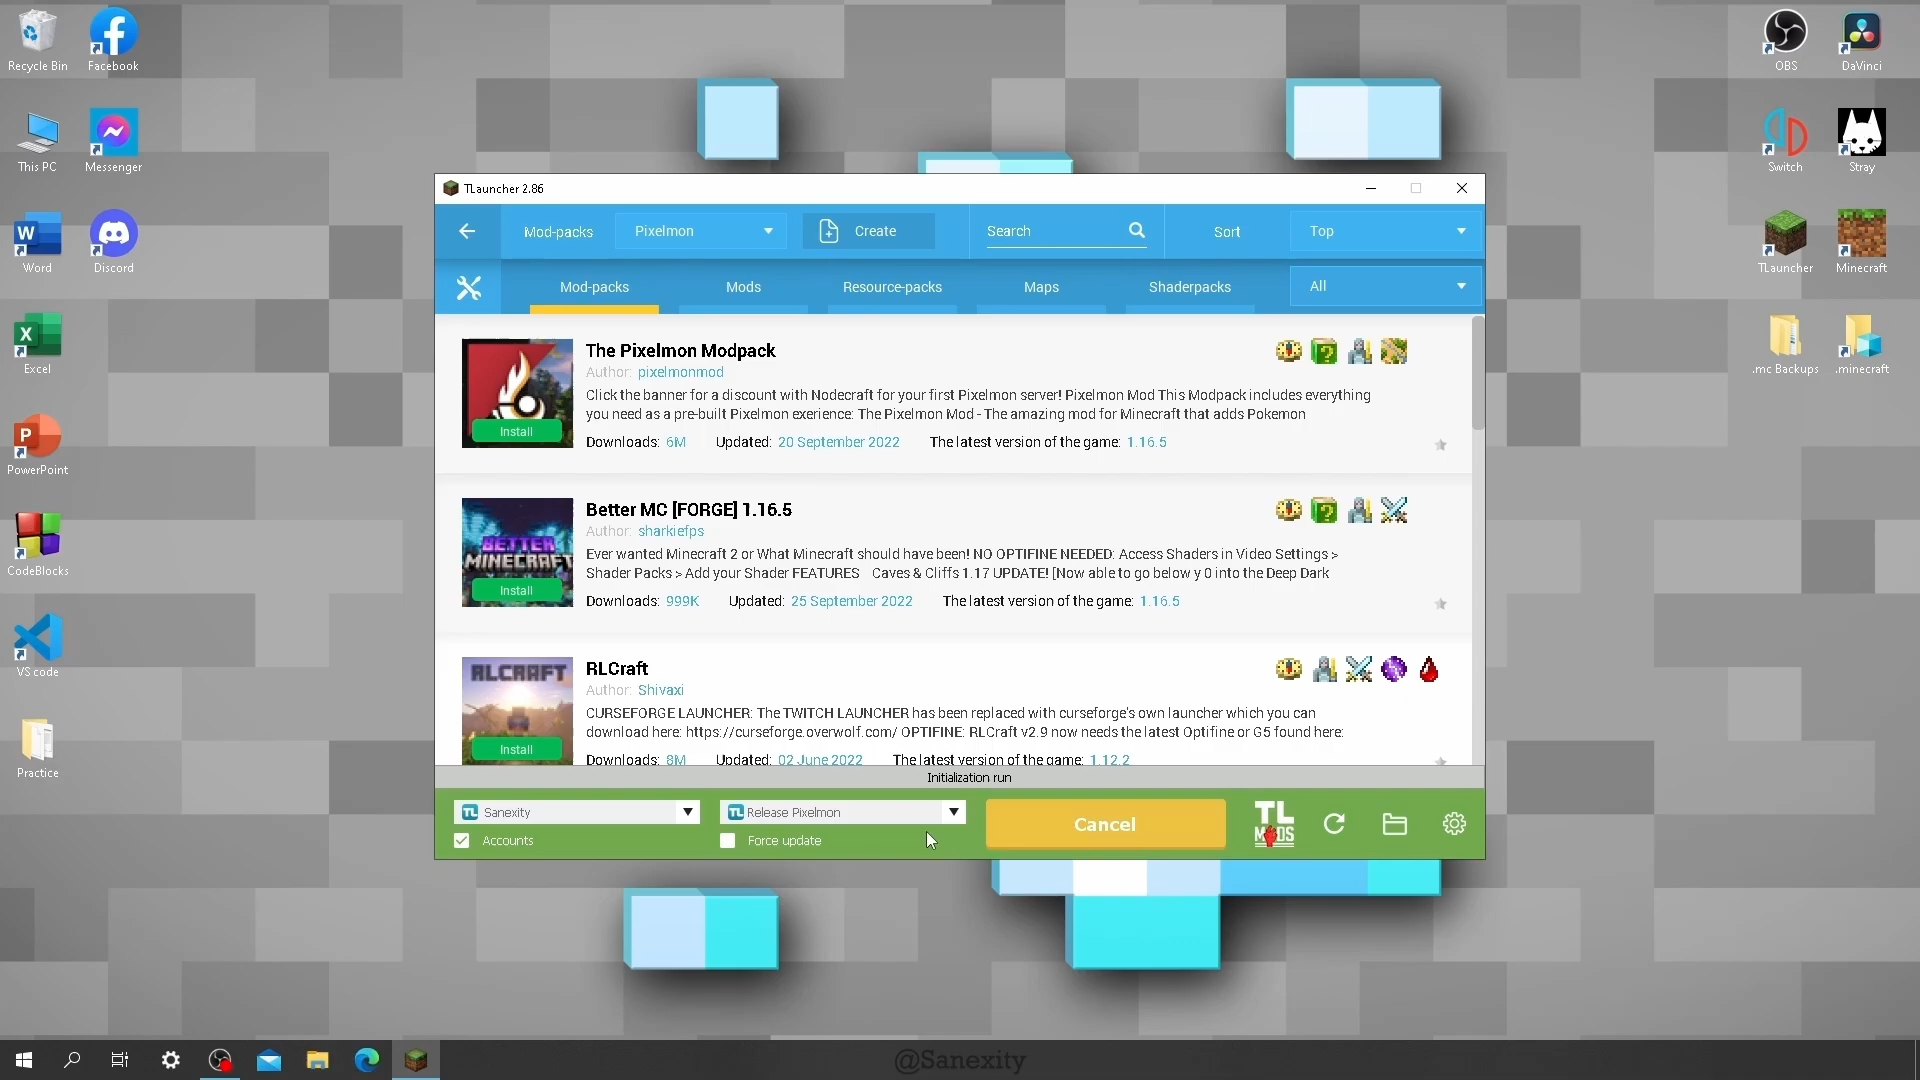 Recycle Bin
Facebook
This PC
Messenger
Word
Discord
Excel
PowerPoint
CodeBlocks
VS code
Practice
OBS
DaVinci
Switch
Stray
TLauncher
Minecraft
.mc Backups
.minecraft
TLauncher 2.86
Mod-packs
Pixelmon
Create
Search
Sort
Top
Mod-packs
Mods
Resource-packs
Maps
Shaderpacks
All
Install
The Pixelmon Modpack
Author: pixelmonmod
Click the banner for a discount with Nodecraft for your first Pixelmon server! Pixelmon Mod This Modpack includes everything
you need as a pre-built Pixelmon exerience: The Pixelmon Mod - The amazing mod for Minecraft that adds Pokemon
Downloads: 6M Updated: 20 September 2022 The latest version of the game: 1.16.5
BETTER
MINECRAFT
Install
Better MC [FORGE] 1.16.5
Author: sharkiefps
Ever wanted Minecraft 2 or What Minecraft should have been! NO OPTIFINE NEEDED: Access Shaders in Video Settings >
Shader Packs > Add your Shader FEATURES Caves & Cliffs 1.17 UPDATE! [Now able to go below y 0 into the Deep Dark
Downloads: 999K Updated: 25 September 2022 The latest version of the game: 1.16.5
RLCRAFT
Install
RLCraft
Author: Shivaxi
CURSEFORGE LAUNCHER: The TWITCH LAUNCHER has been replaced with curseforge's own launcher which you can
download here: https://curseforge.overwolf.com/ OPTIFINE: RLCraft v2.9 now needs the latest Optifine or G5 found here:
Downloads: 8M Updated: 02 June 2022 The latest version of the game: 1.12.2
Initialization run
TL Sanexity
Accounts
TL Release Pixelmon
Force update
Cancel
TL
MODS
@Sanexity